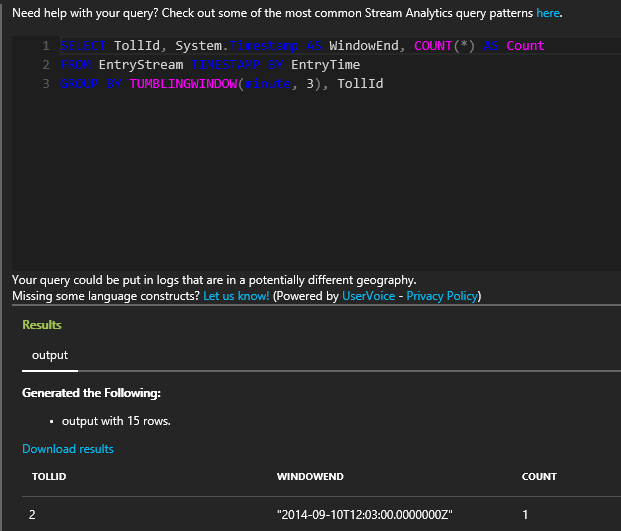 Need help with your query? Check out some of the most common Stream Analytics query patterns here.
1 SELECT TollId, System.Timestamp AS WindowEnd, COUNT(*) AS Count
2 FROM EntryStream TIMESTAMP BY EntryTime
3 GROUP BY TUMBLINGWINDOW(minute, 3), TollId
Your query could be put in logs that are in a potentially different geography.
Missing some language constructs? Let us know! (Powered by UserVoice - Privacy Policy)
Results
output
Generated the Following:
• output with 15 rows.
Download results
TOLLID WINDOWEND COUNT
2 "2014-09-10T12:03:00.0000000Z" 1